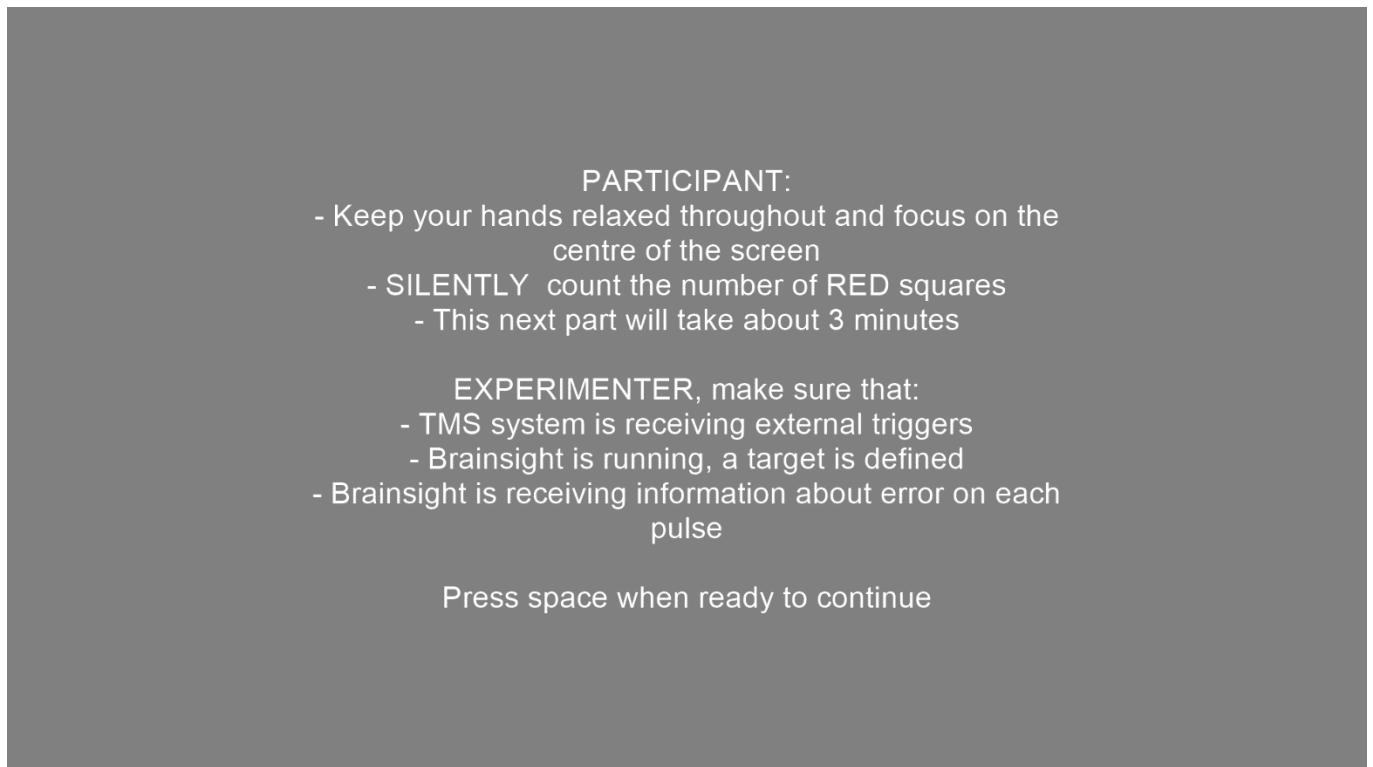 PARTICIPANT:
- Keep your hands relaxed throughout and focus on the
centre of the screen
- SILENTLY  count the number of RED squares
- This next part will take about 3 minutes
EXPERIMENTER, make sure that:
- TMS system is receiving external triggers
- Brainsight is running, a target is defined
- Brainsight is receiving information about error on each
pulse
Press space when ready to continue